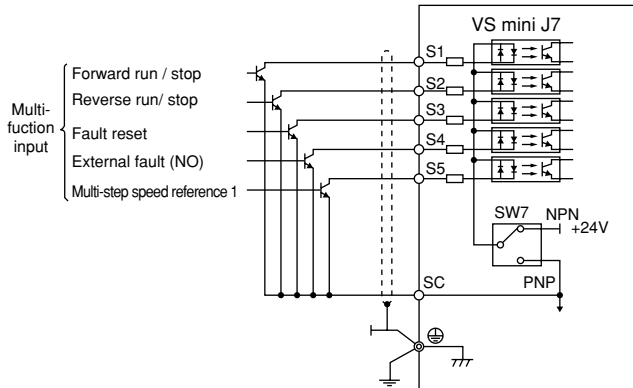 VS mini J7
S1
Forward run / stop
S2
Reverse run/ stop
Multi-
fuction
input
S3
Fault reset
S4
External fault (NO)
S5
Multi-step speed reference 1
SW7
NPN
+24V
SC
PNP